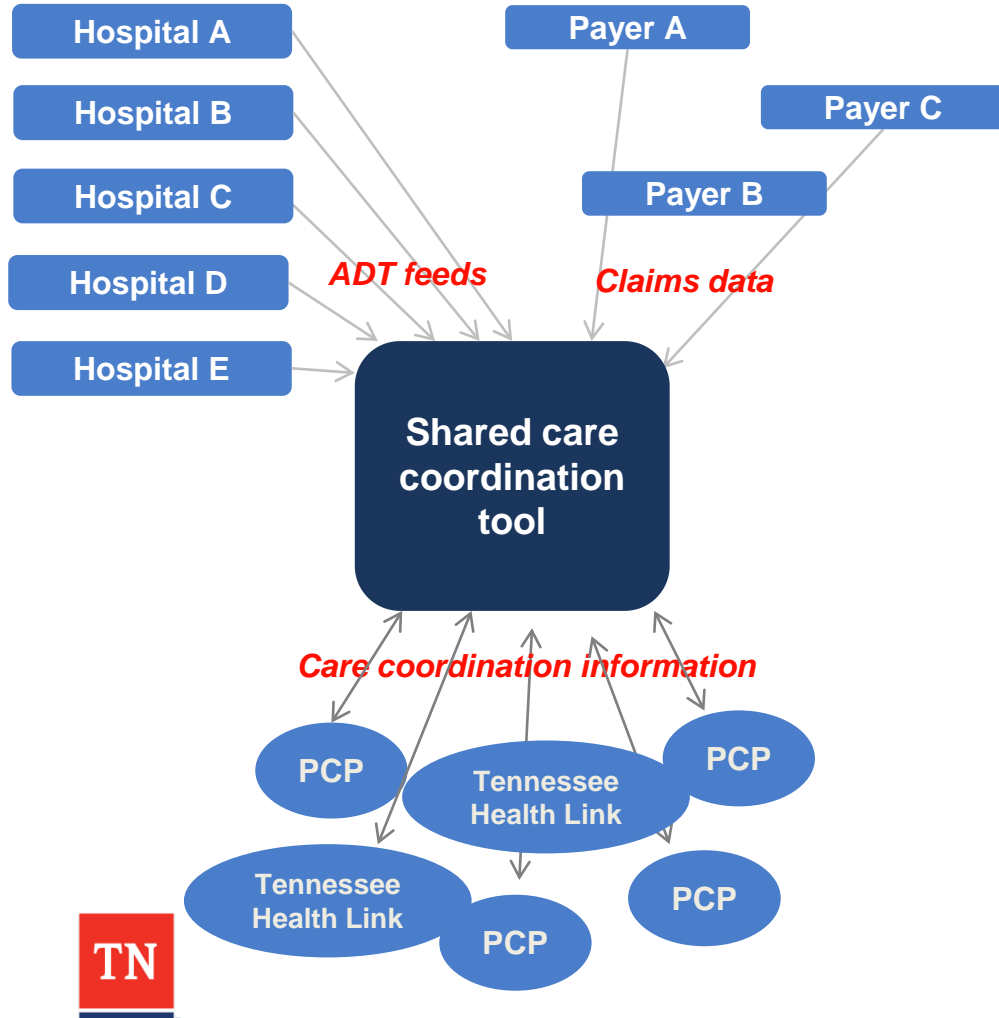 Hospital A
Payer A
Hospital B
Payer C
Hospital C
Payer B
Hospital D
ADT feeds
Claims data
Hospital E
Shared care
coordination
tool
Care coordination information
PCP
Tennessee
Health Link
PCP
Tennessee
Health Link
PCP
PCP
TN